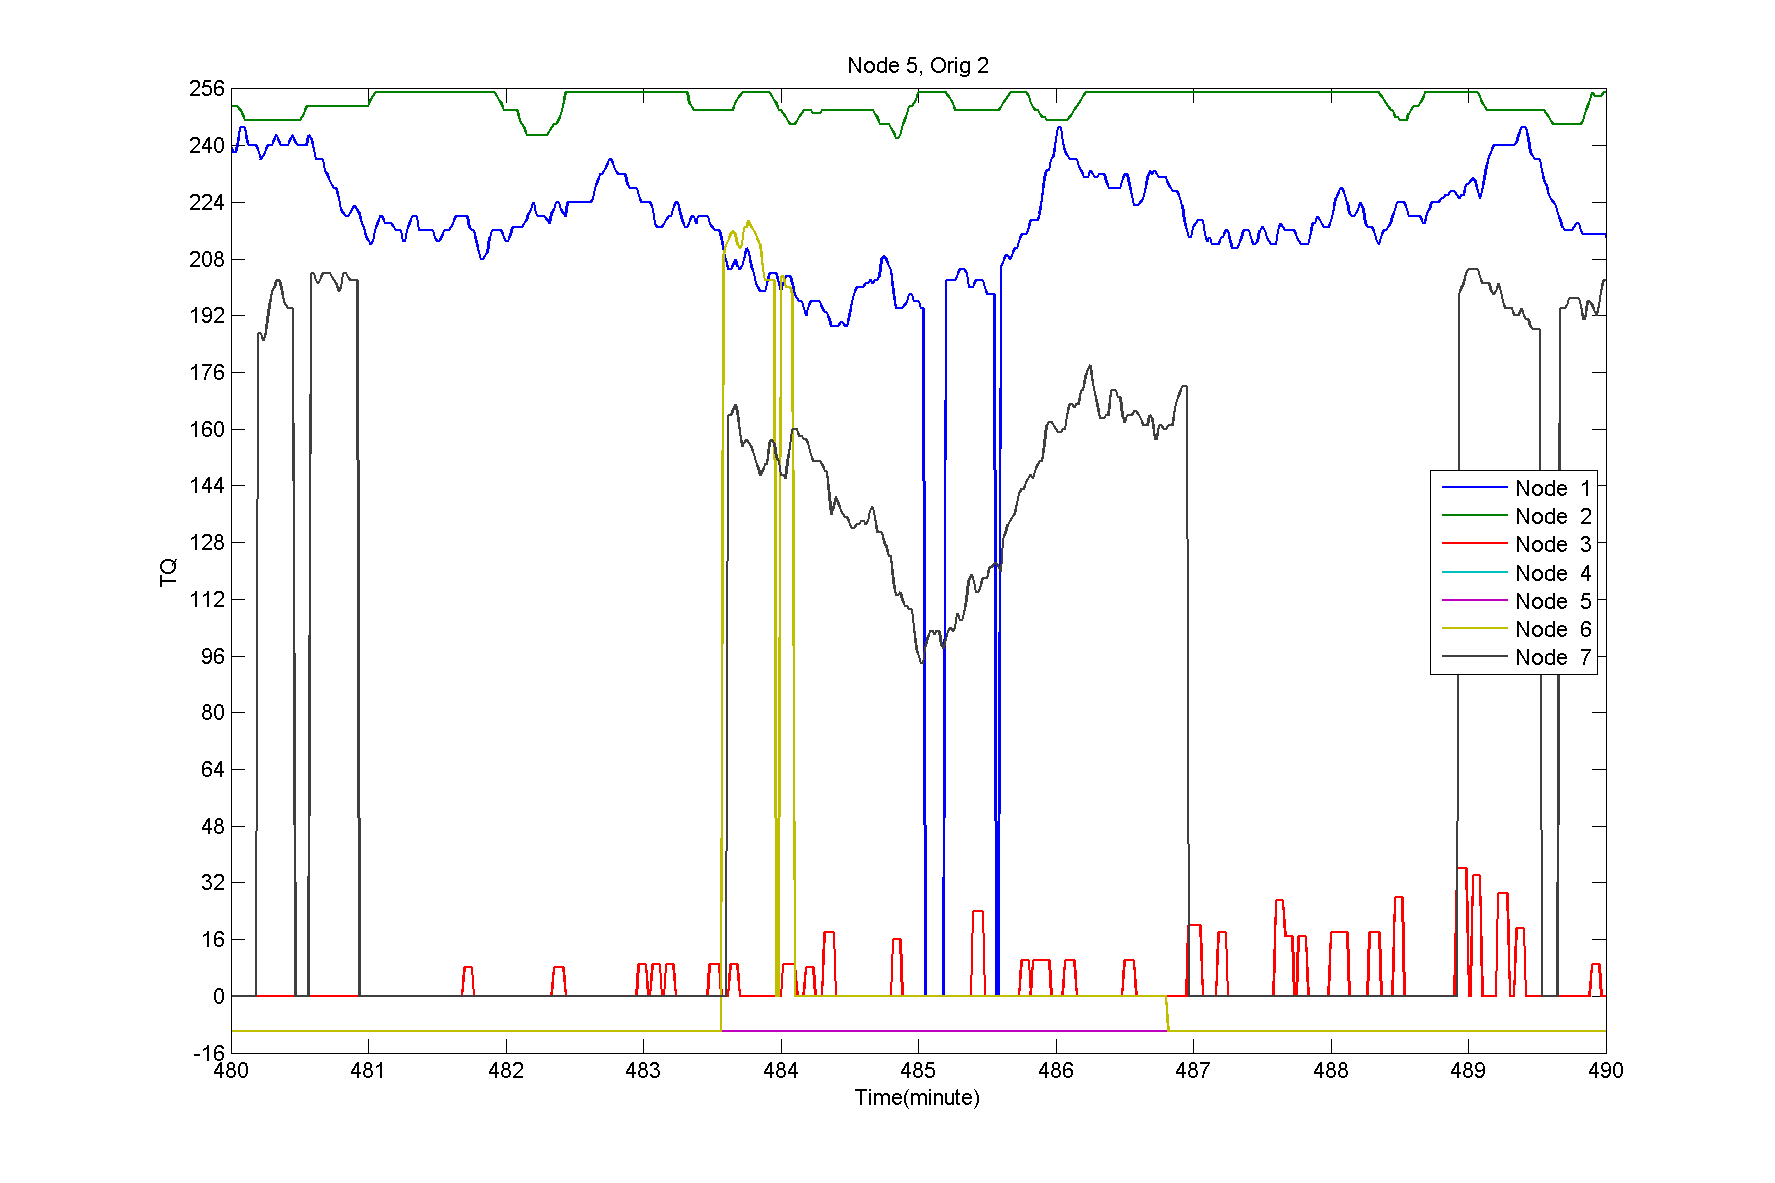 Node 5, Orig 2
256
240
224
208
192
176
160
144
128
112
96
80
64
48
32
16
0
-16
TQ
Node 1
Node 2
Node 3
Node 4
Node 5
Node 6
Node 7
480 481 482 483 484 485 486 487 488 489 490
Time(minute)